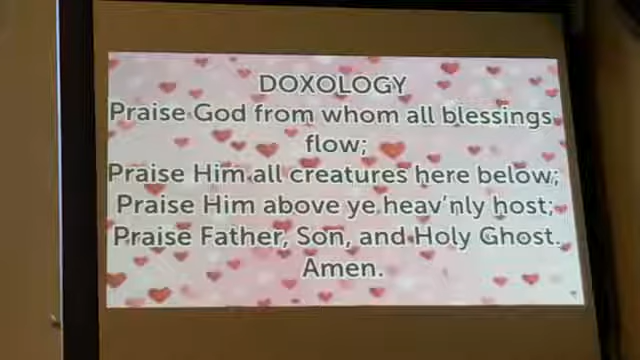 DOXOLOGY
Praise God from whom all blessings
flow;
Praise Him all creatures here below;
Praise Him above ye heav'nly host;
Praise Father, Son, and Holy Ghost.
Amen.